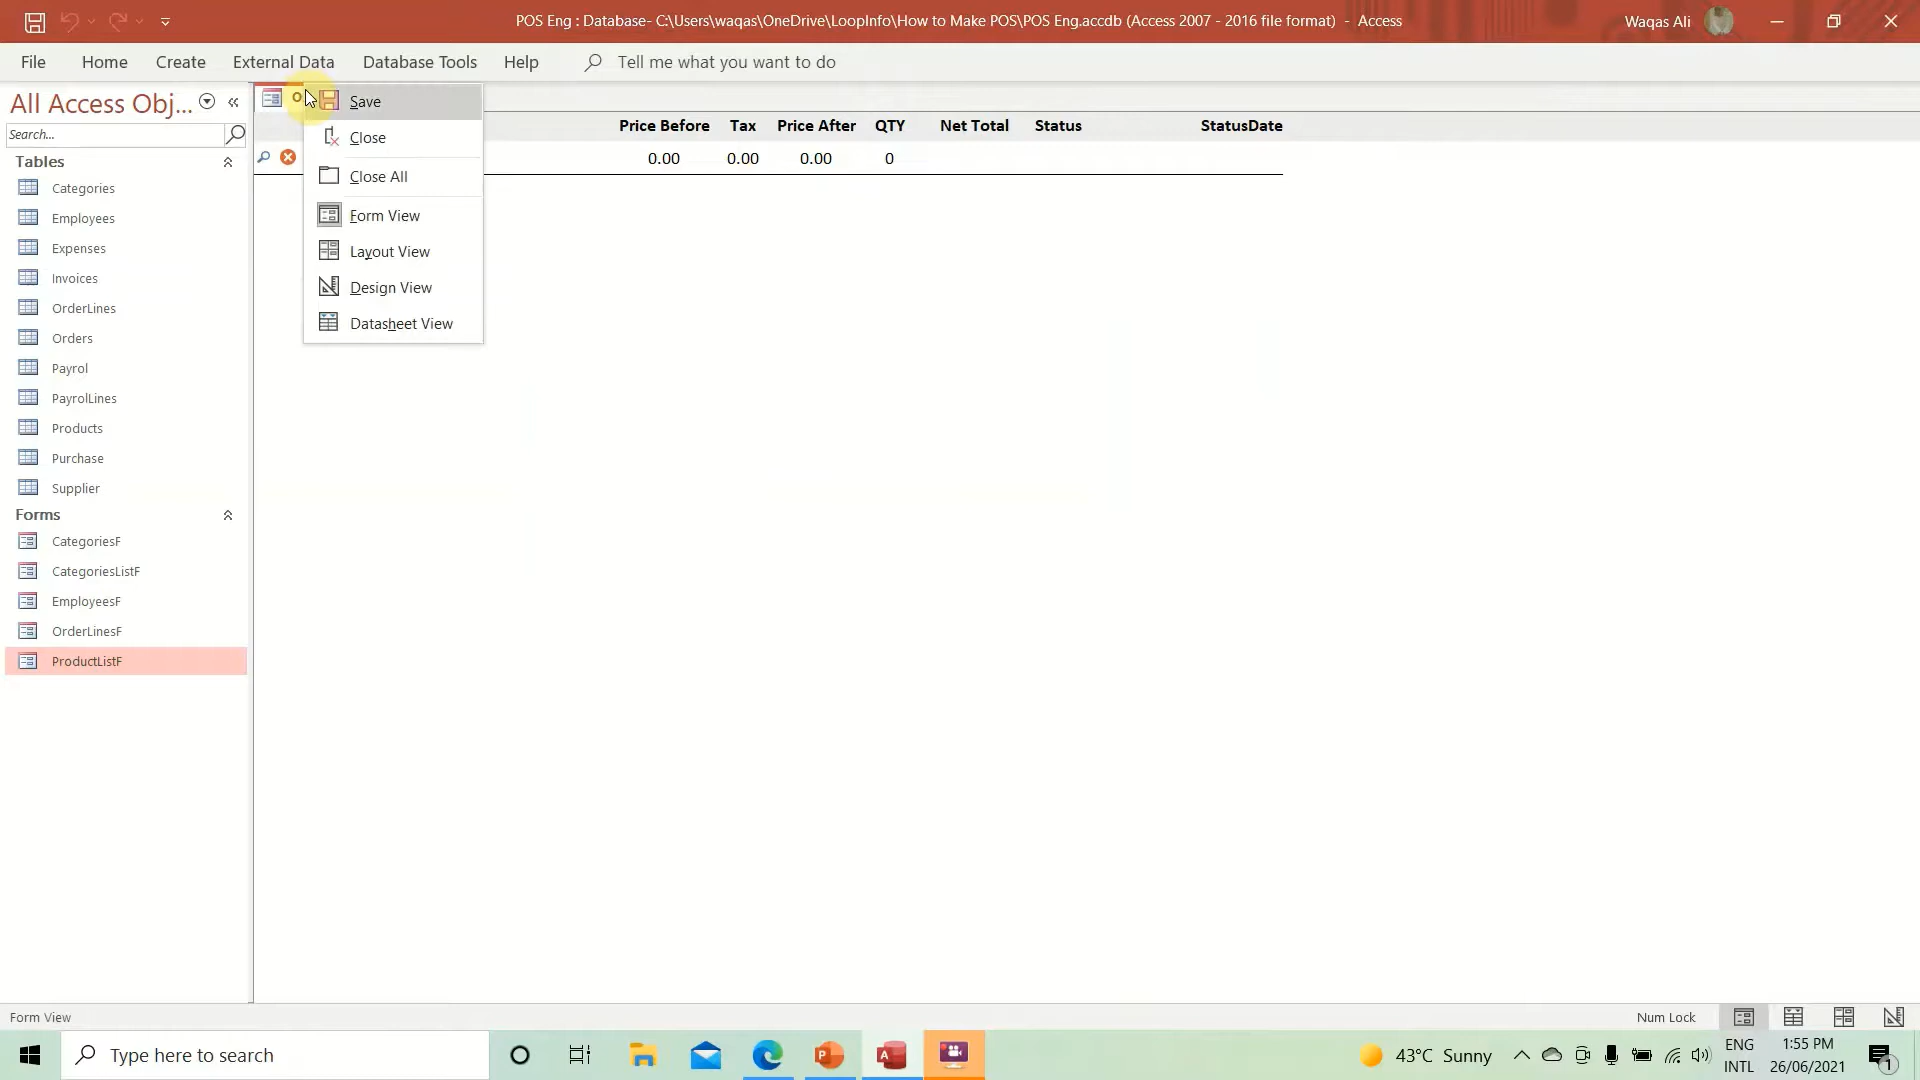 POS Eng : Database- C:\Users\waqas\OneDrive\LoopInfo\How to Make POS\POS Eng.accdb (Access 2007 - 2016 file format) - Access
Waqas Ali
File Home Create External Data Database Tools Help Tell me what you want to do
All Access Obj...
Search...
Tables
Categories
Employees
Expenses
Invoices
OrderLines
Orders
Payrol
PayrolLines
Products
Purchase
Supplier
Forms
CategoriesF
CategoriesListF
EmployeesF
OrderLinesF
ProductListF
O
Save
Close
Close All
Form View
Layout View
Design View
Datasheet View
Price Before Tax Price After QTY Net Total Status StatusDate
0.00 0.00 0.00 0
Form View
Num Lock
Type here to search
43°C Sunny
ENG
INTL
1:55 PM
26/06/2021
1